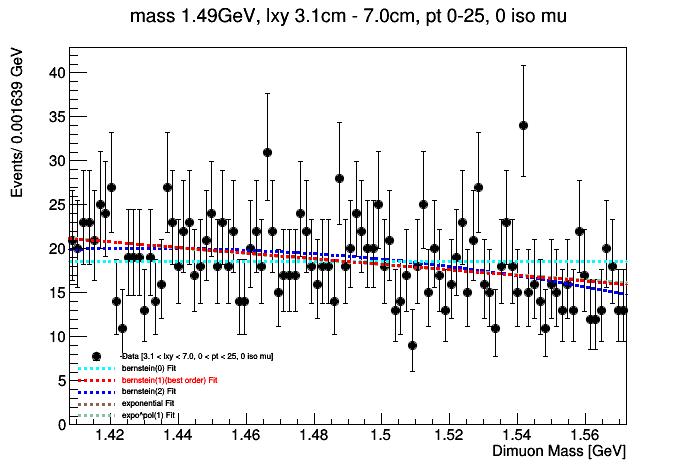 mass 1.49GeV, lxy 3.1cm - 7.0cm, pt 0-25, 0 iso mu
Events/ 0.001639 GeV
40
35
30
25
20
15
10
5
0
Data [3.1 < lxy < 7.0, 0 < pt < 25, 0 iso mu]
bernstein(0) Fit
bernstein(1)(best order) Fit
bernstein(2) Fit
exponential Fit
expo^pol(1) Fit
1.42 1.44 1.46 1.48 1.5 1.52 1.54 1.56
Dimuon Mass [GeV]